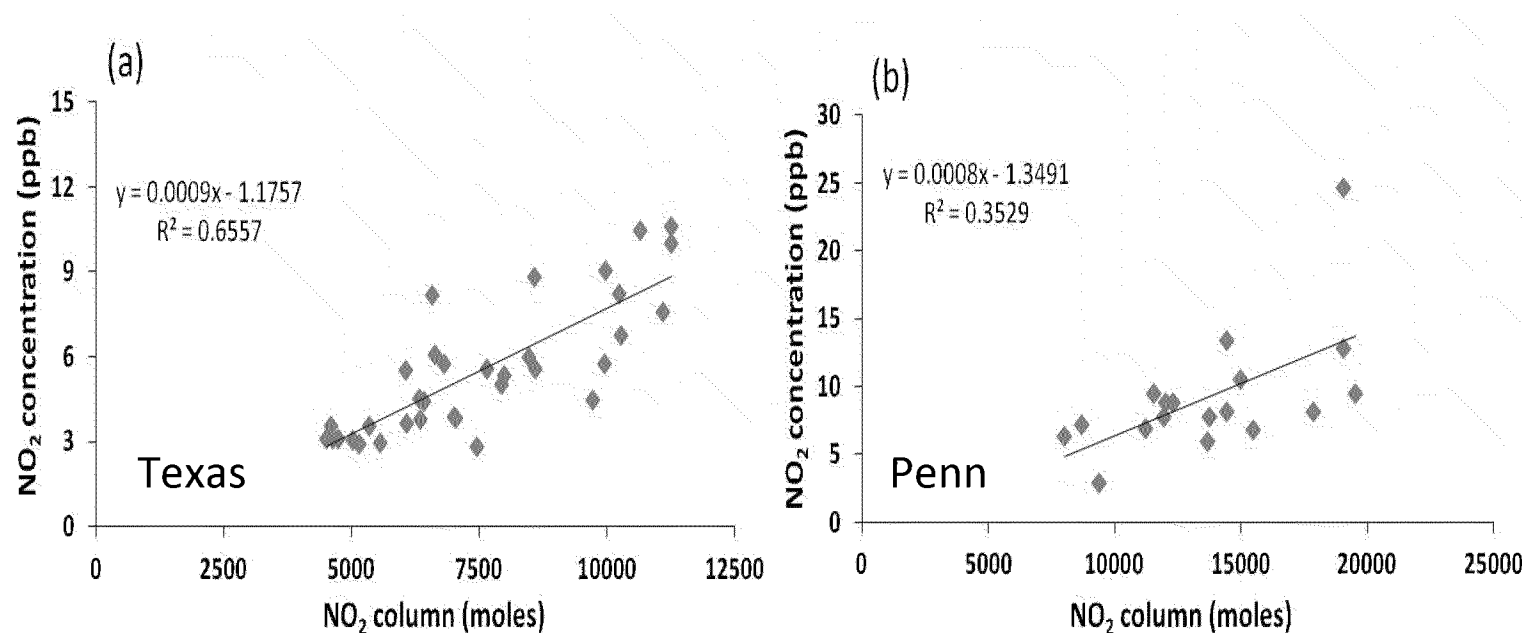 (a)
NO₂ concentration (ppb)
15
12
9
6
3
0
y = 0.0009x - 1.1757
R² = 0.6557
Texas
0 2500 5000 7500 10000 12500
NO₂ column (moles)
(b)
NO₂ concentration (ppb)
30
25
20
15
10
5
0
y = 0.0008x - 1.3491
R² = 0.3529
Penn
0 5000 10000 15000 20000 25000
NO₂ column (moles)